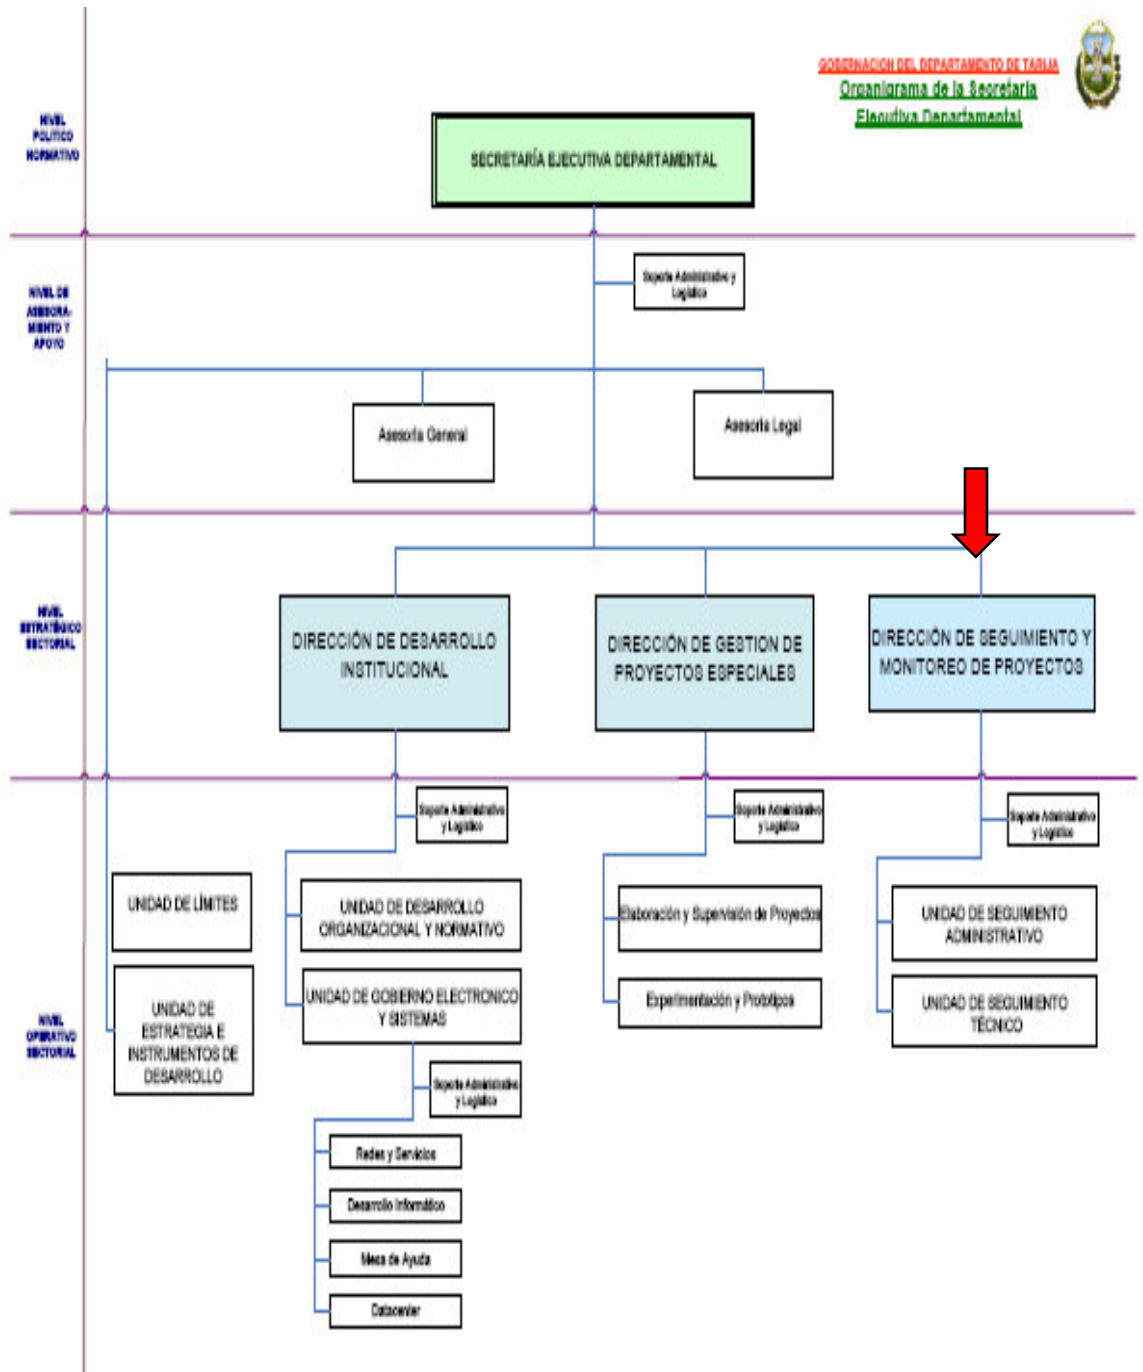 GOBERNACION DEL DEPARTAMENTO DE TARIJA
Organigrama de la Secretaria
Ejecutiva Departamental
NIVEL
POLITICO
NORMATIVO
SECRETARÍA EJECUTIVA DEPARTAMENTAL
NIVEL DE
ASESORA-
MIENTO Y
APOYO
Soporte Administrativo y
Logístico
Asesoria General
Asesoria Legal
NIVEL
ESTRATÉGICO
SECTORIAL
DIRECCIÓN DE DESARROLLO
INSTITUCIONAL
DIRECCIÓN DE GESTION DE
PROYECTOS ESPECIALES
DIRECCIÓN DE SEGUIMIENTO Y
MONITOREO DE PROYECTOS
NIVEL
OPERATIVO
SECTORIAL
UNIDAD DE LÍMITES
UNIDAD DE
ESTRATEGIA E
INSTRUMENTOS DE
DESARROLLO
Soporte Administrativo
y Logístico
UNIDAD DE DESARROLLO
ORGANIZACIONAL Y NORMATIVO
UNIDAD DE GOBIERNO ELECTRONICO
Y SISTEMAS
Soporte Administrativo
y Logístico
Redes y Servicios
Desarrollo Informático
Mesa de Ayuda
Datacenter
Soporte Administrativo
y Logístico
Elaboración y Supervisión de Proyectos
Experimentación y Prototipos
Soporte Administrativo
y Logístico
UNIDAD DE SEGUIMIENTO
ADMINISTRATIVO
UNIDAD DE SEGUIMIENTO
TÉCNICO